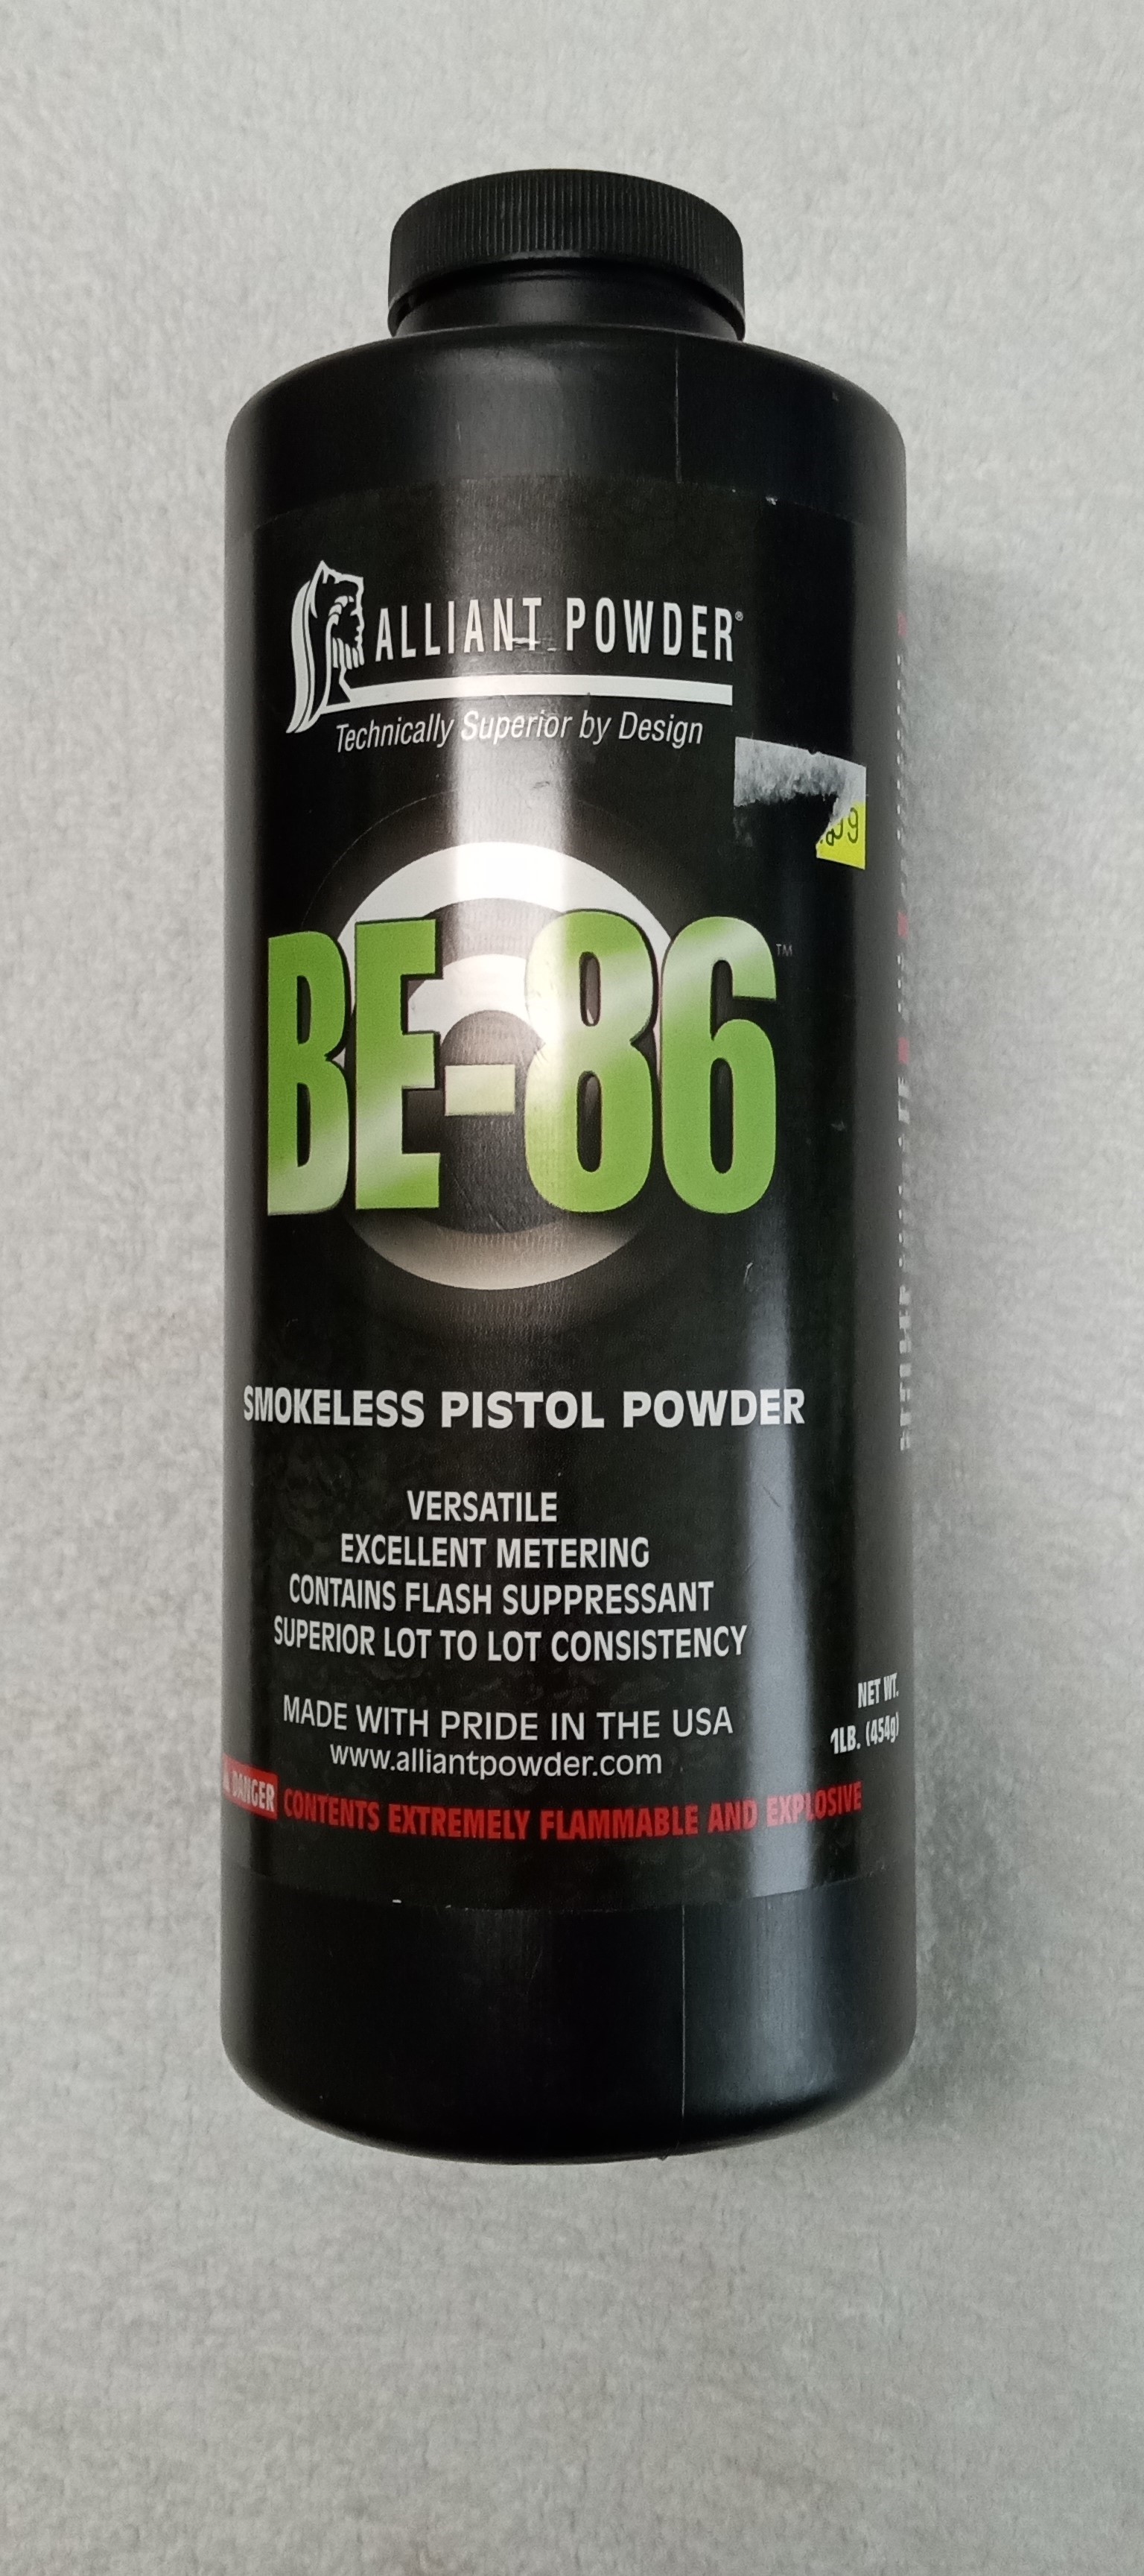 ALLIANT POWDER®
Technically Superior by Design
.99
BE-86™
SMOKELESS PISTOL POWDER
VERSATILE
EXCELLENT METERING
CONTAINS FLASH SUPPRESSANT
SUPERIOR LOT TO LOT CONSISTENCY
MADE WITH PRIDE IN THE USA
www.alliantpowder.com
NET WT.
1LB. (454g)
DANGER CONTENTS EXTREMELY FLAMMABLE AND EXPLOSIVE